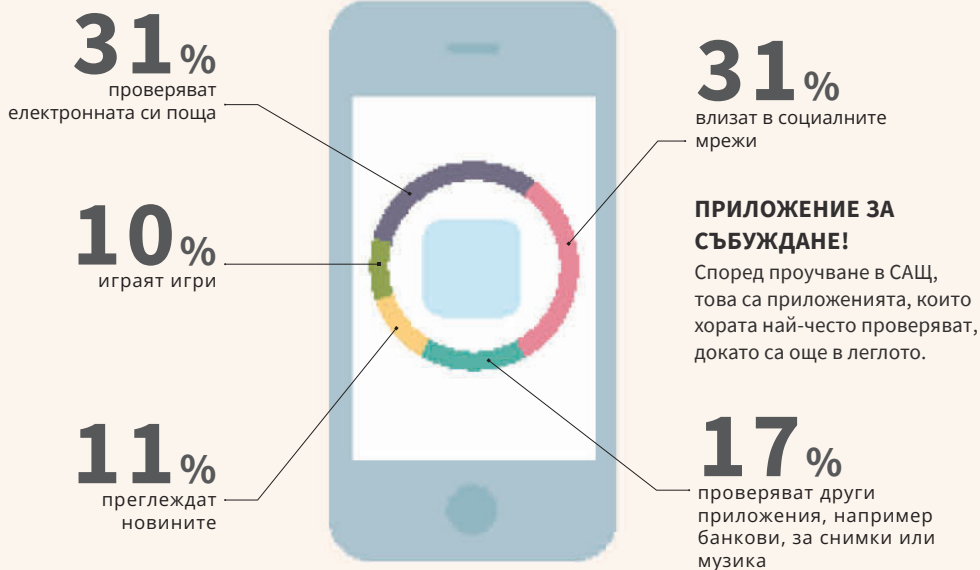 31%
проверяват
електронната си поща
10%
играят игри
11%
преглеждат
новините
31%
влизат в социалните
мрежи
ПРИЛОЖЕНИЕ ЗА
СЪБУЖДАНЕ!
Според проучване в САЩ,
това са приложенията, които
хората най-често проверяват,
докато са още в леглото.
17%
проверяват други
приложения, например
банкови, за снимки или
музика